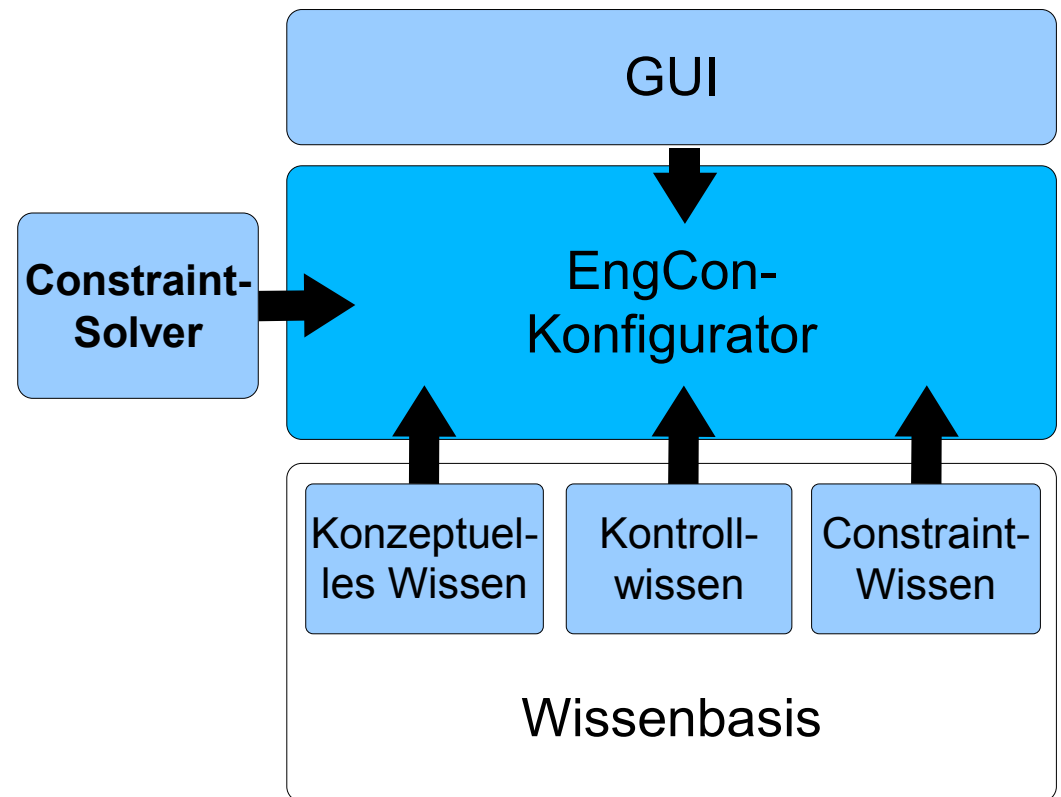 GUI
EngCon-
Konfigurator
Constraint-
Solver
Konzeptuel-
les Wissen
Kontroll-
wissen
Constraint-
Wissen
Wissenbasis